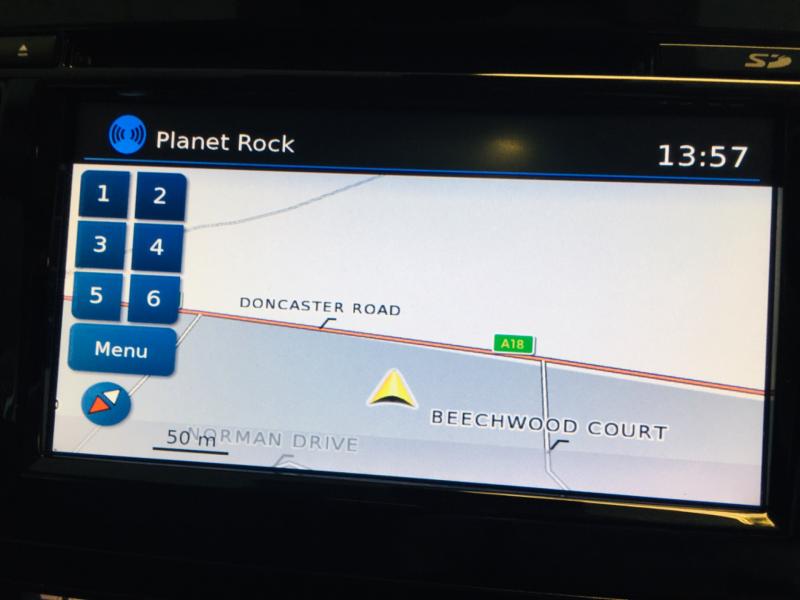 SD
Planet Rock
13:57
1 2
3 4
5 6
DONCASTER ROAD
A18
Menu
BEECHWOOD COURT
50 m
NORMAN DRIVE